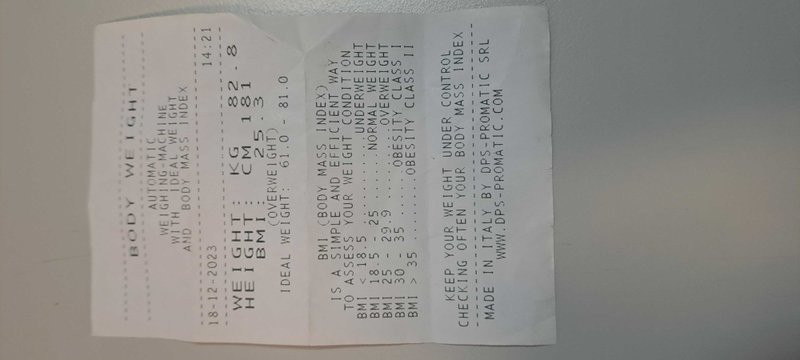 BODY WEIGHT
AUTOMATIC
WEIGHING-MACHINE
WITH IDEAL WEIGHT
AND BODY MASS INDEX
18-12-2023 14:21
WEIGHT: KG 82.8
HEIGHT: CM 181
BMI: 25.3
(OVERWEIGHT)
IDEAL WEIGHT: 61.0 - 81.0
BMI (BODY MASS INDEX)
IS A SIMPLE AND EFFICIENT WAY
TO ASSESS YOUR WEIGHT CONDITION
BMI < 18.5 ........UNDERWEIGHT
BMI 18.5 - 25 ....NORMAL WEIGHT
BMI 25 - 29.9 .......OVERWEIGHT
BMI 30 - 35 .....OBESITY CLASS I
BMI > 35 .......OBESITY CLASS II
KEEP YOUR WEIGHT UNDER CONTROL
CHECKING OFTEN YOUR BODY MASS INDEX
MADE IN ITALY BY DPS-PROMATIC SRL
WWW.DPS-PROMATIC.COM